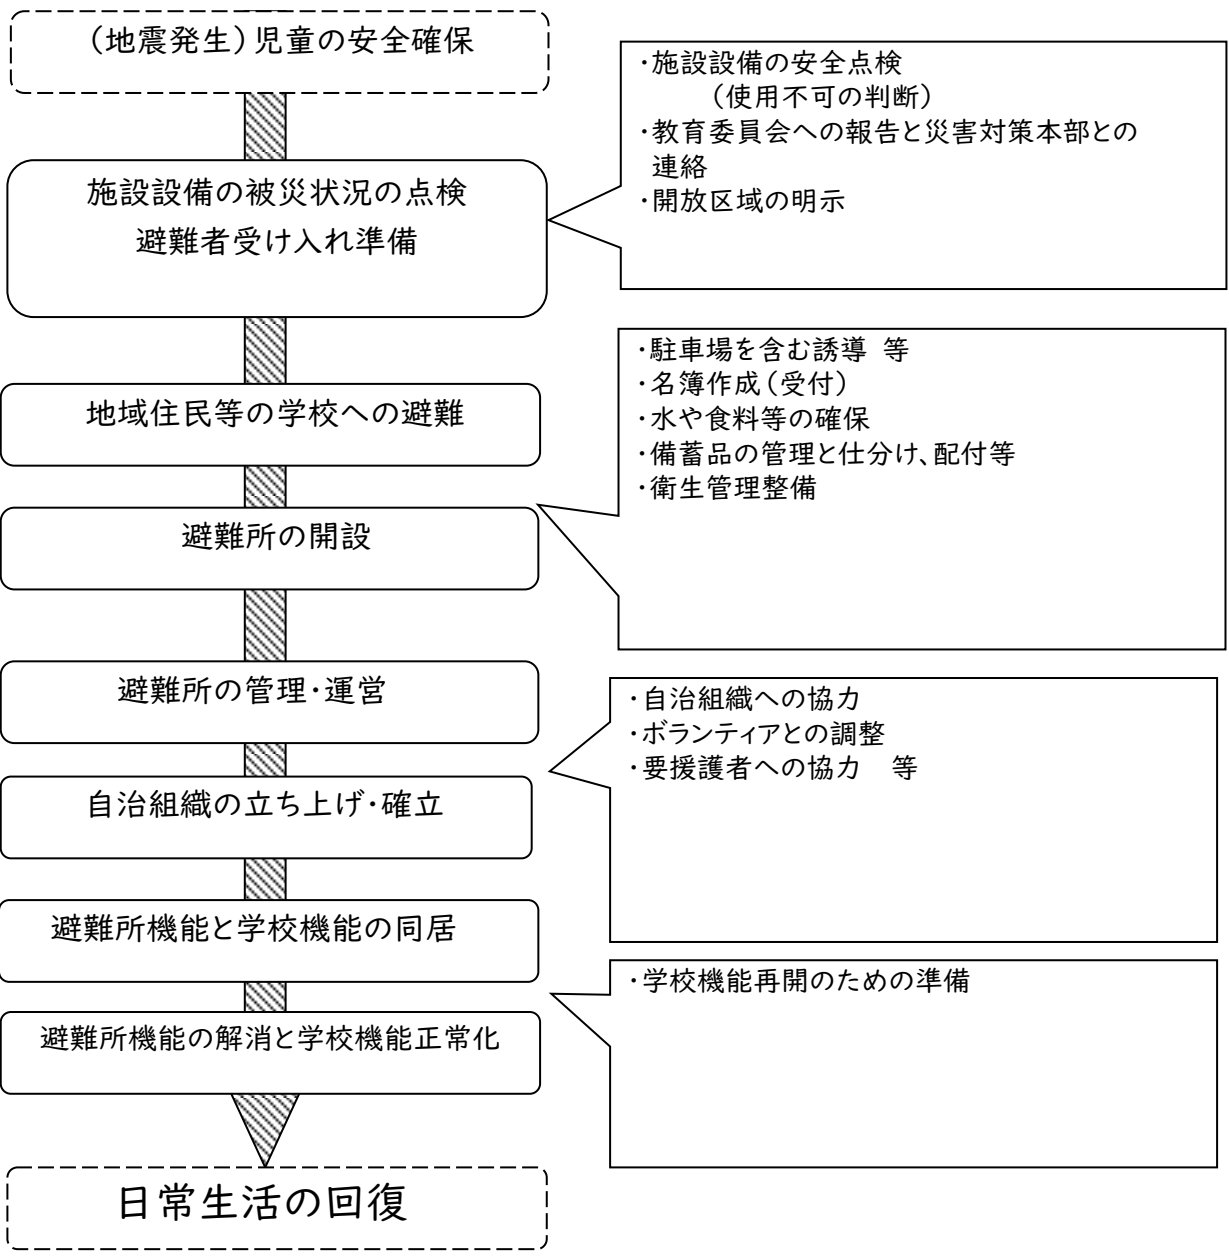 （地震発生）児童の安全確保
・施設設備の安全点検
（使用不可の判断）
・教育委員会への報告と災害対策本部との
連絡
・開放区域の明示
施設設備の被災状況の点検
避難者受け入れ準備
・駐車場を含む誘導 等
・名簿作成（受付）
・水や食料等の確保
・備蓄品の管理と仕分け、配付等
・衛生管理整備
地域住民等の学校への避難
避難所の開設
避難所の管理・運営
・自治組織への協力
・ボランティアとの調整
・要援護者への協力　等
自治組織の立ち上げ・確立
避難所機能と学校機能の同居
・学校機能再開のための準備
避難所機能の解消と学校機能正常化
日常生活の回復